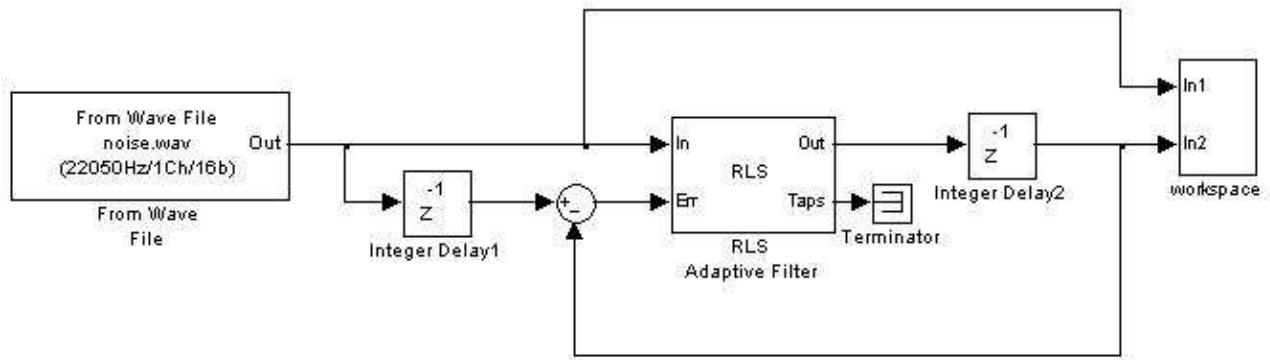 From Wave File
noise.wav
(22050Hz/1Ch/16b)
Out
From Wave
File
-1
Z
Integer Delay1
+
-
In
Err
RLS
Out
Taps
RLS
Adaptive Filter
Terminator
-1
Z
Integer Delay2
In1
In2
workspace